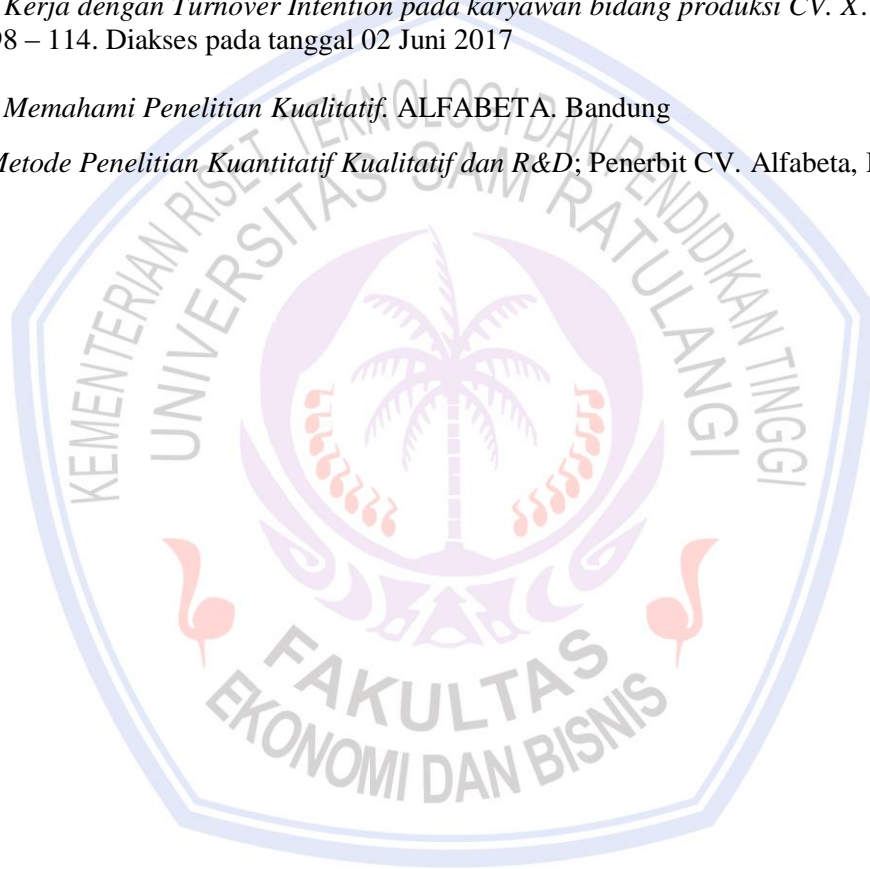 Kerja dengan Turnover Intention pada karyawan bidang produksi CV. X.
98 – 114. Diakses pada tanggal 02 Juni 2017
Memahami Penelitian Kualitatif. ALFABETA. Bandung
Metode Penelitian Kuantitatif Kualitatif dan R&D; Penerbit CV. Alfabeta,
KEMENTERIAN RISET TEKNOLOGI DAN PENDIDIKAN TINGGI
UNIVERSITAS SAM RATULANGI
FAKULTAS
EKONOMI DAN BISNIS